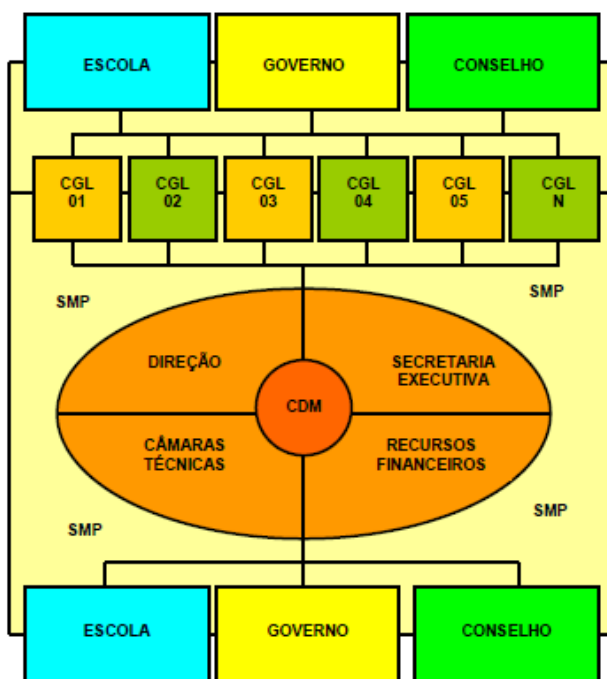 ESCOLA
GOVERNO
CONSELHO
CGL
01
CGL
02
CGL
03
CGL
04
CGL
05
CGL
N
SMP
SMP
DIREÇÃO
SECRETARIA
EXECUTIVA
CDM
CÂMARAS
TÉCNICAS
RECURSOS
FINANCEIROS
SMP
SMP
ESCOLA
GOVERNO
CONSELHO